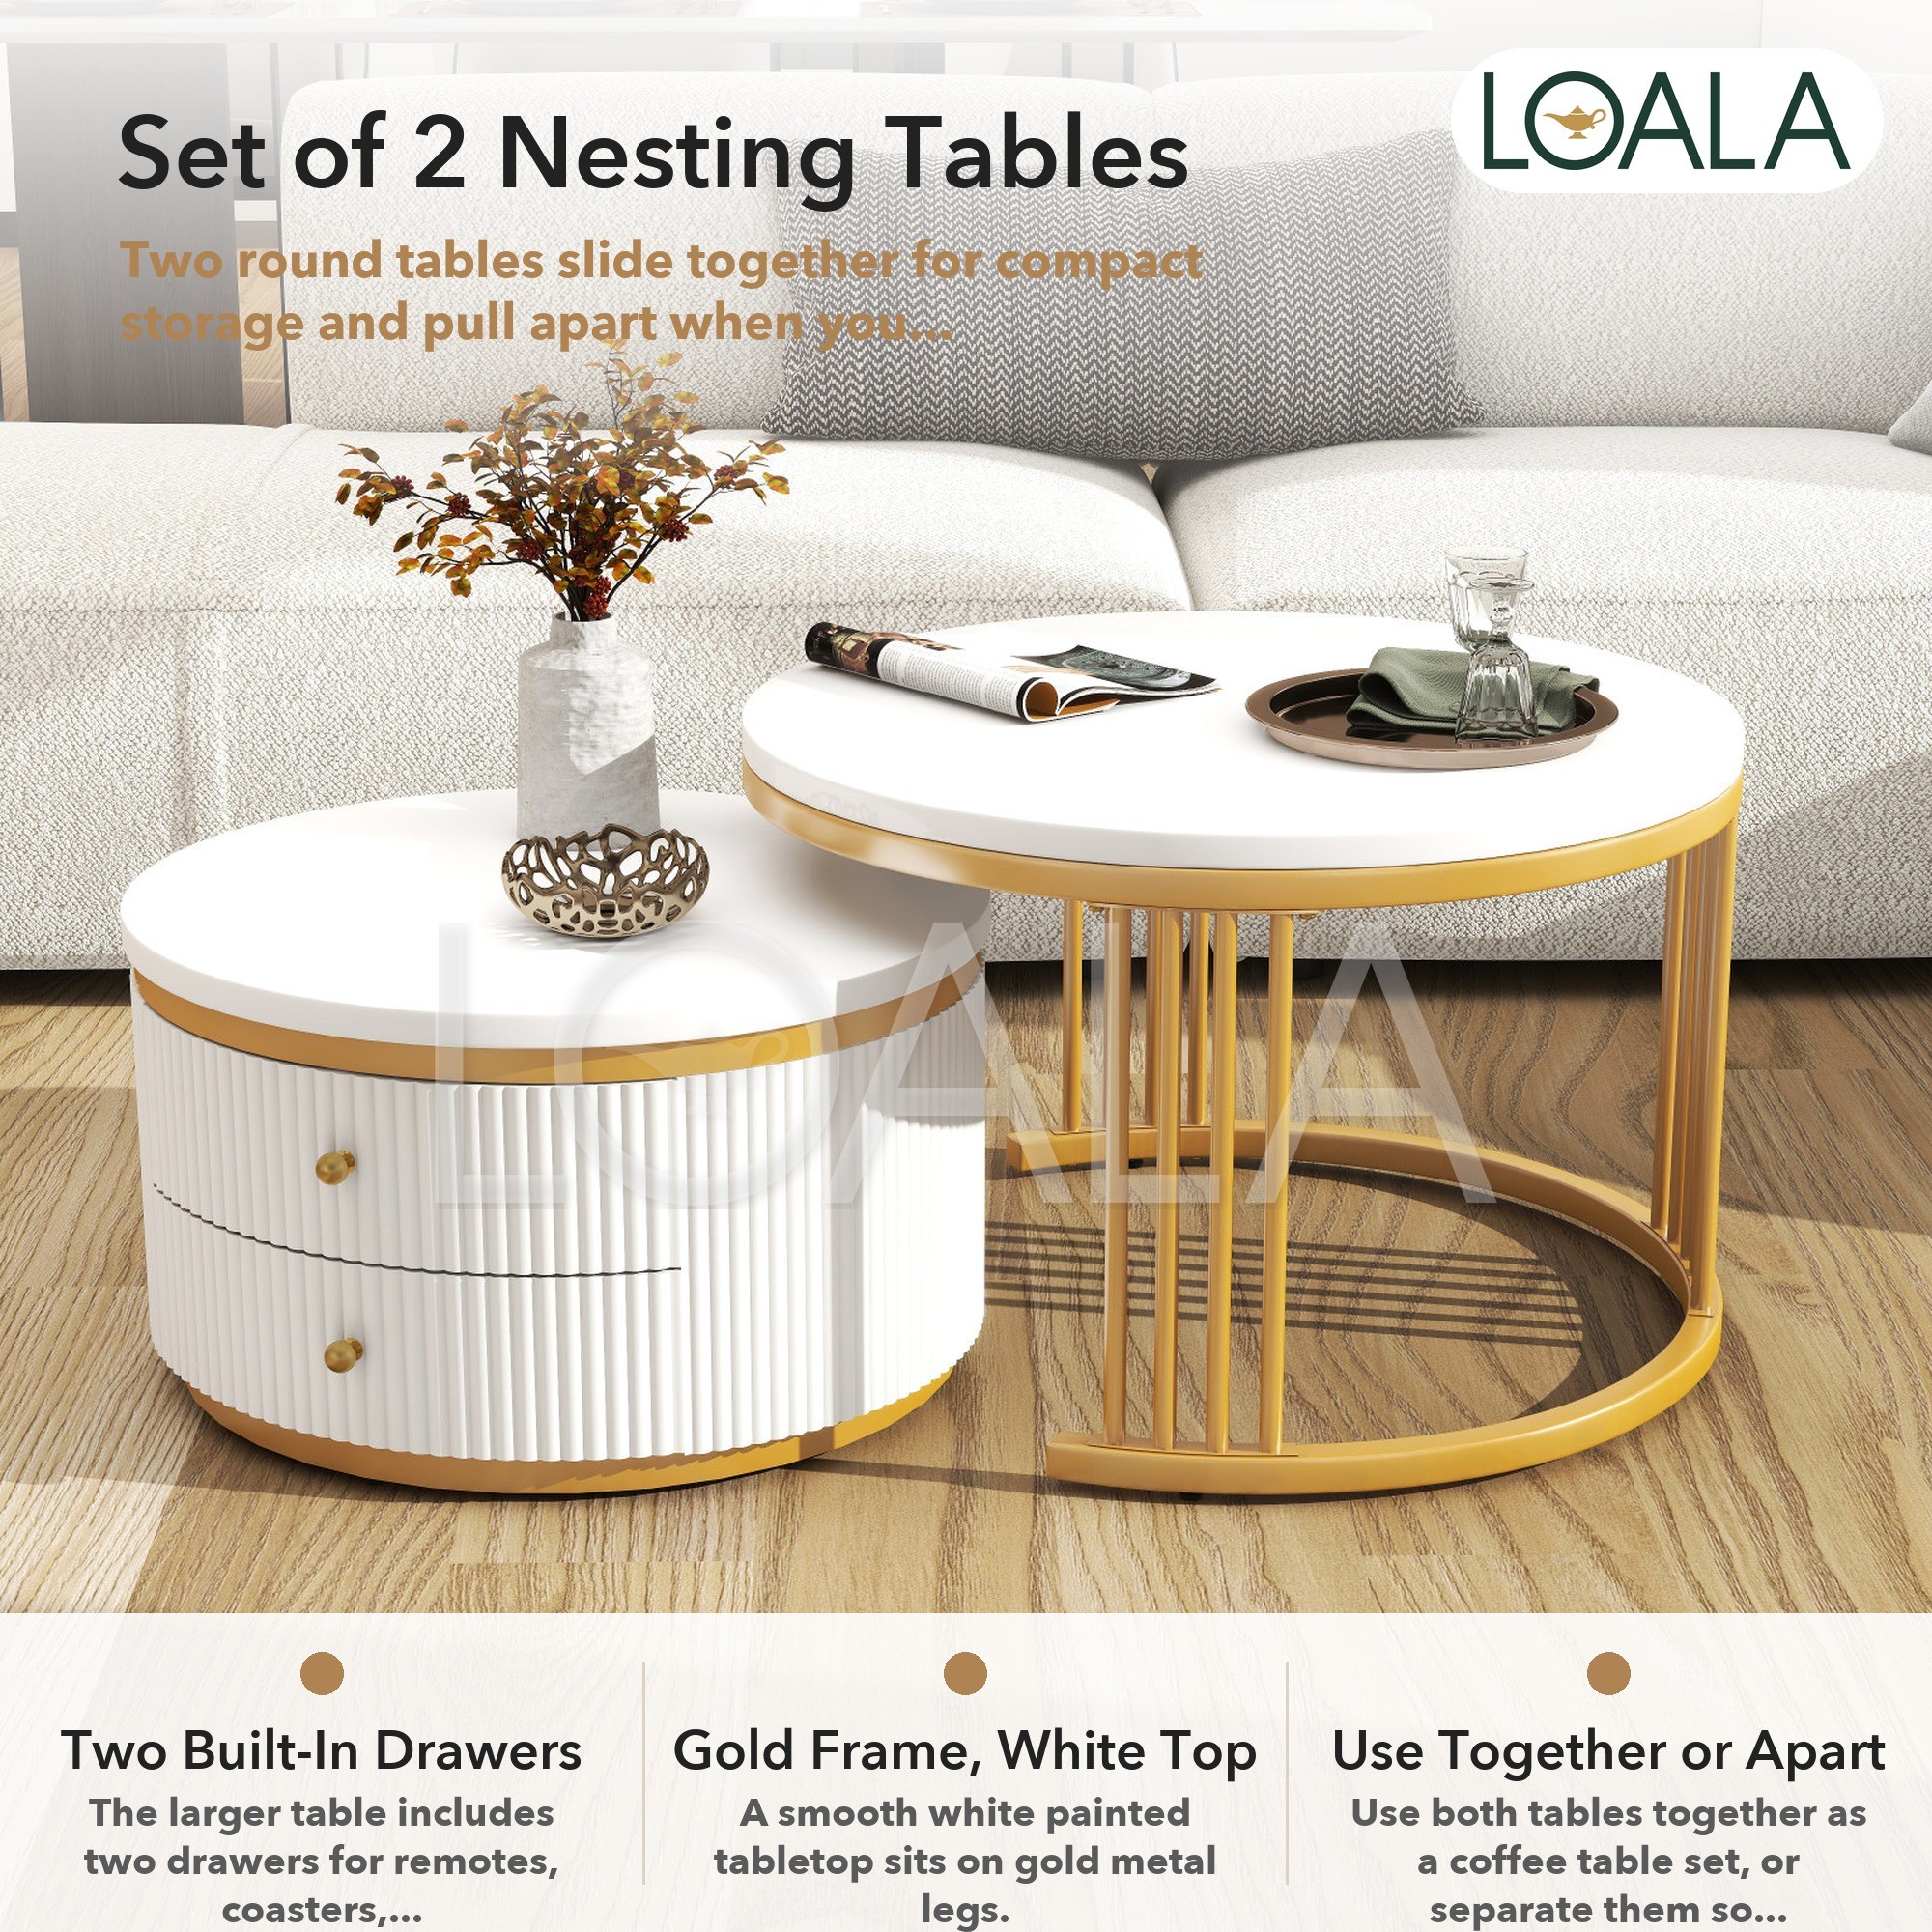 LOALA
Set of 2 Nesting Tables
Two round tables slide together for compact
storage and pull apart when you...
LOALA
Two Built-In Drawers
The larger table includes
two drawers for remotes,
coasters,...
Gold Frame, White Top
A smooth white painted
tabletop sits on gold metal
legs.
Use Together or Apart
Use both tables together as
a coffee table set, or
separate them so...